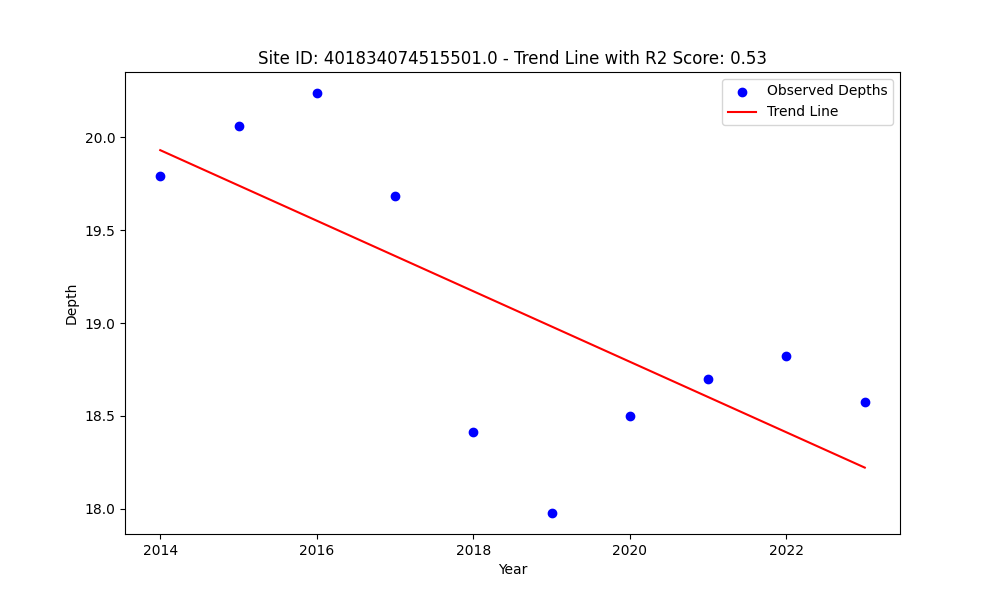 Site ID: 401834074515501.0 - Trend Line with R2 Score: 0.53
Observed Depths
Trend Line
20.0
19.5
19.0
18.5
18.0
Depth
2014
2016
2018
2020
2022
Year